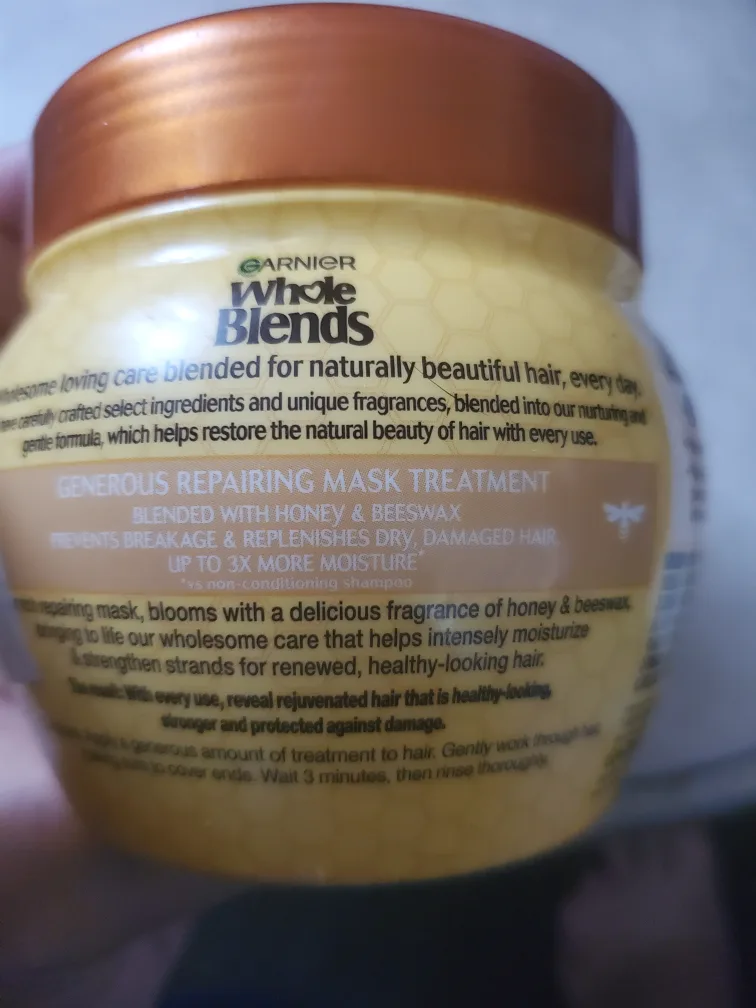 GARNIER
Whole
Blends
loving care blended for naturally beautiful hair, every day.
carefully crafted select ingredients and unique fragrances, blended into our nurturing and
gentle formula, which helps restore the natural beauty of hair with every use.
GENEROUS REPAIRING MASK TREATMENT
BLENDED WITH HONEY & BEESWAX
PREVENTS BREAKAGE & REPLENISHES DRY, DAMAGED HAIR
UP TO 3X MORE MOISTURE*
*vs non-conditioning shampoo
repairing mask, blooms with a delicious fragrance of honey & beeswax,
bringing to life our wholesome care that helps intensely moisturize
& strengthen strands for renewed, healthy-looking hair.
With every use, reveal rejuvenated hair that is healthy-looking,
stronger and protected against damage.
a generous amount of treatment to hair. Gently work through hair,
to cover ends. Wait 3 minutes, then rinse thoroughly.